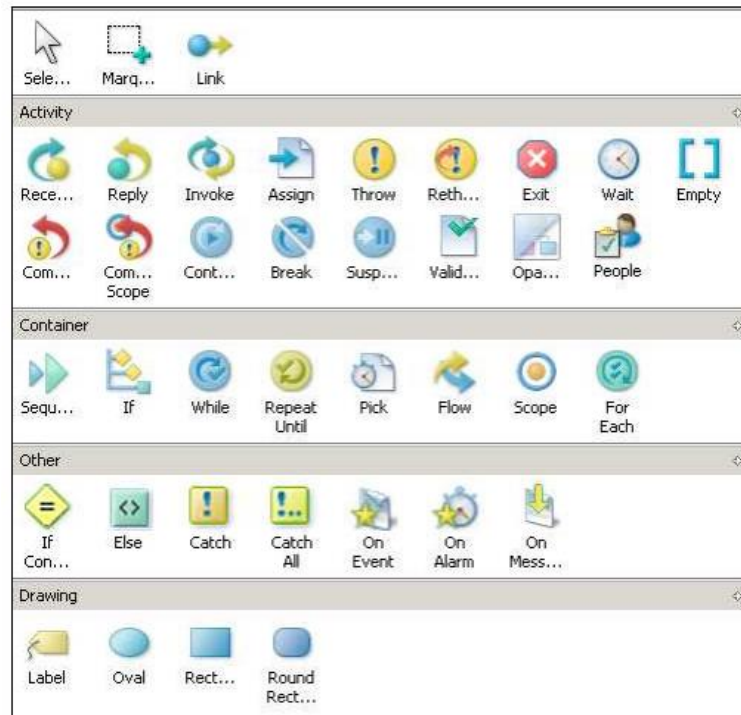 Sele... Marq... Link
Activity
Rece... Reply Invoke Assign Throw Reth... Exit Wait Empty
Com... Com... Cont... Break Susp... Valid... Opa... People
Scope
Container
Sequ... If While Repeat Pick Flow Scope For
Until Each
Other
If Else Catch Catch On On On
Con... All Event Alarm Mess...
Drawing
Label Oval Rect... Round
Rect...